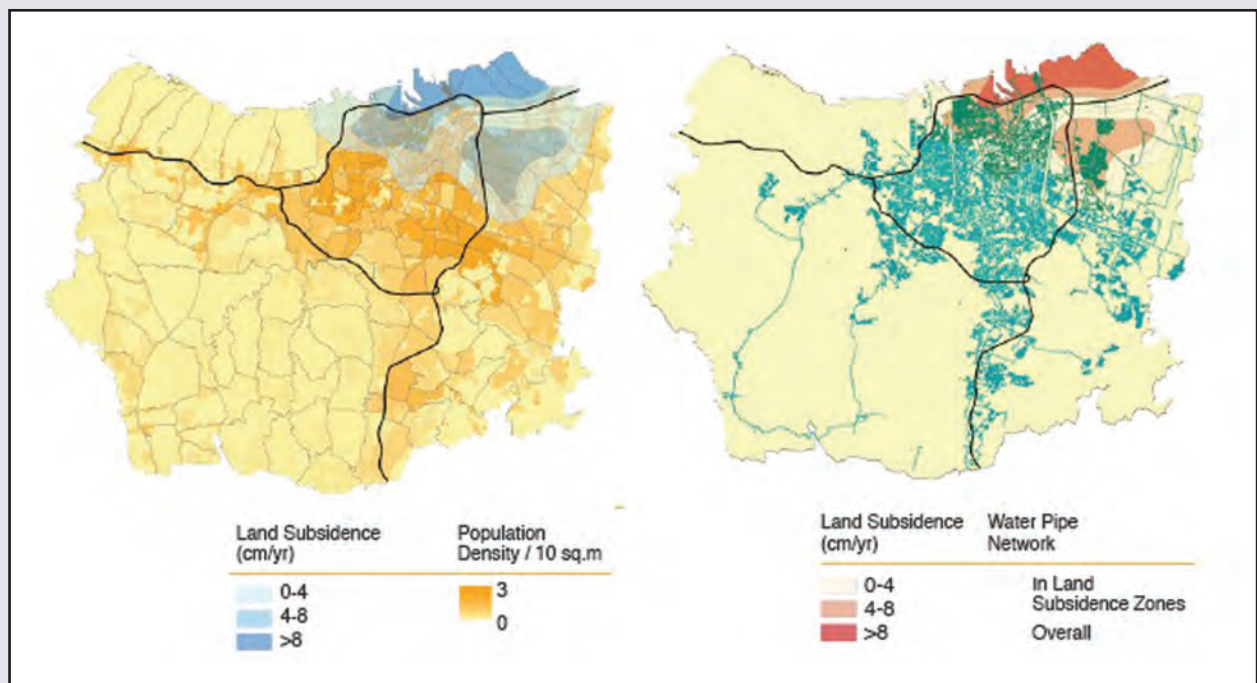 Land Subsidence
(cm/yr)
0-4
4-8
>8
Population
Density / 10 sq.m
3
0
Land Subsidence
(cm/yr)
0-4
4-8
>8
Water Pipe
Network
In Land
Subsidence Zones
Overall